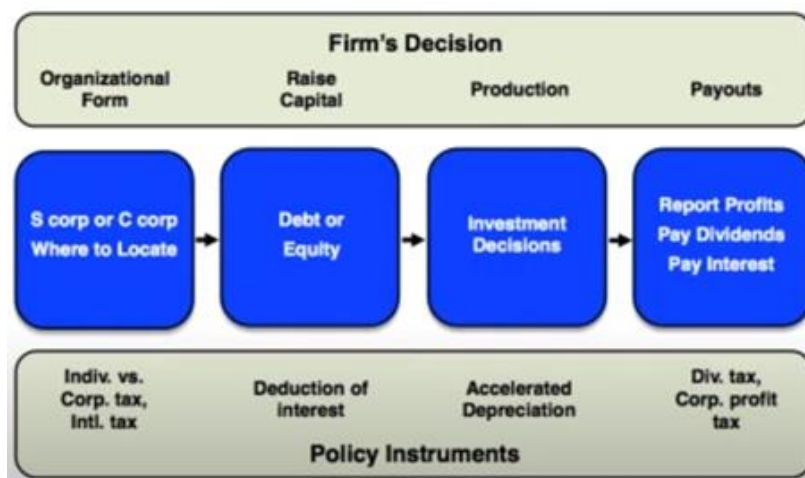 Firm's Decision
Organizational
Form
Raise
Capital
Production
Payouts
S corp or C corp
Where to Locate
Debt or
Equity
Investment
Decisions
Report Profits
Pay Dividends
Pay Interest
Indiv. vs.
Corp. tax,
Intl. tax
Deduction of
interest
Accelerated
Depreciation
Div. tax,
Corp. profit
tax
Policy Instruments